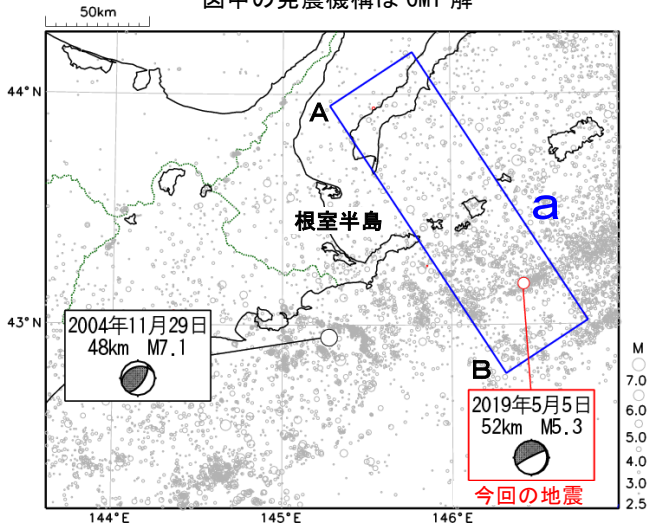 図中の発震機構は CMT 解
50km
44°N
A
根室半島
a
2004年11月29日
48km M7.1
43°N
B
2019年5月5日
52km M5.3
今回の地震
M
7.0
6.0
5.0
4.0
3.0
2.5
144°E
145°E
146°E